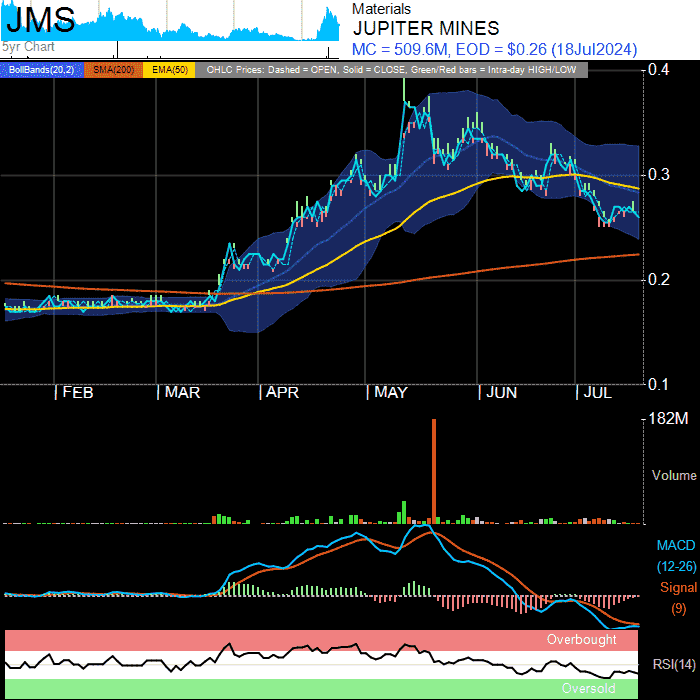 JMS
5yr Chart
Materials
JUPITER MINES
MC = 509.6M, EOD = $0.26 (18Jul2024)
BollBands(20,2) SMA(200) EMA(50) OHLC Prices: Dashed = OPEN, Solid = CLOSE, Green/Red bars = Intra-day HIGH/LOW
0.4
0.3
0.2
0.1
FEB MAR APR MAY JUN JUL
182M
Volume
MACD
(12-26)
Signal
(9)
Overbought
RSI(14)
Oversold